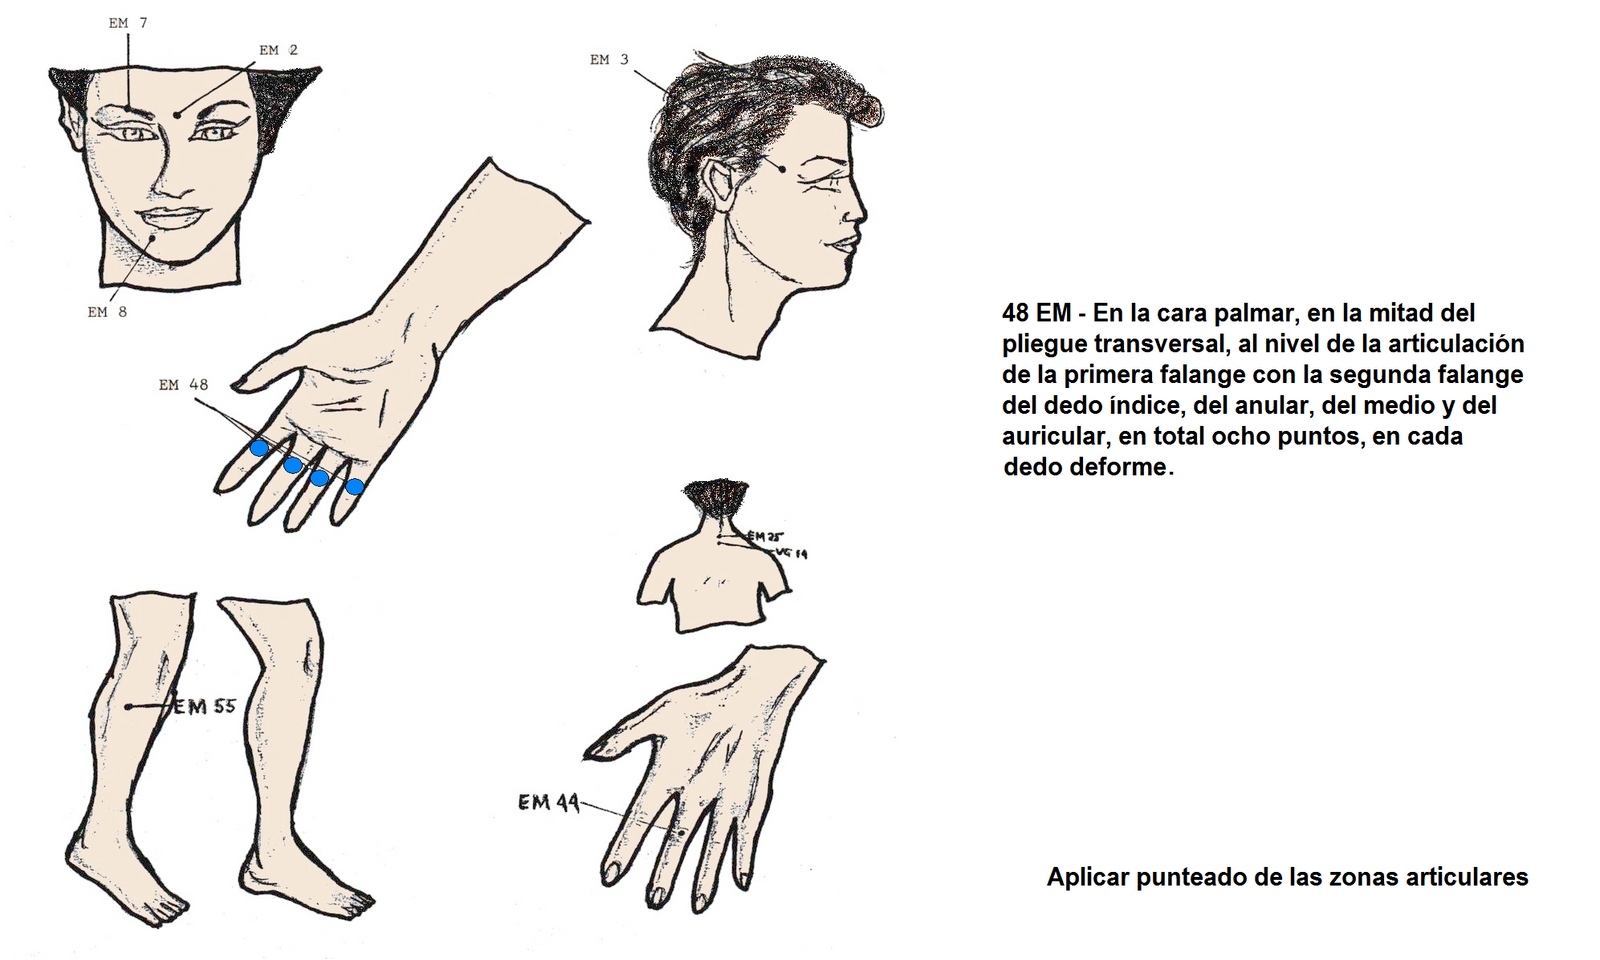 EM 7
EM 2
EM 3
EM 8
EM 48
48 EM - En la cara palmar, en la mitad del
pliegue transversal, al nivel de la articulación
de la primera falange con la segunda falange
del dedo índice, del anular, del medio y del
auricular, en total ocho puntos, en cada
dedo deforme.
EM 25
VG 14
EM 55
EM 44
Aplicar punteado de las zonas articulares